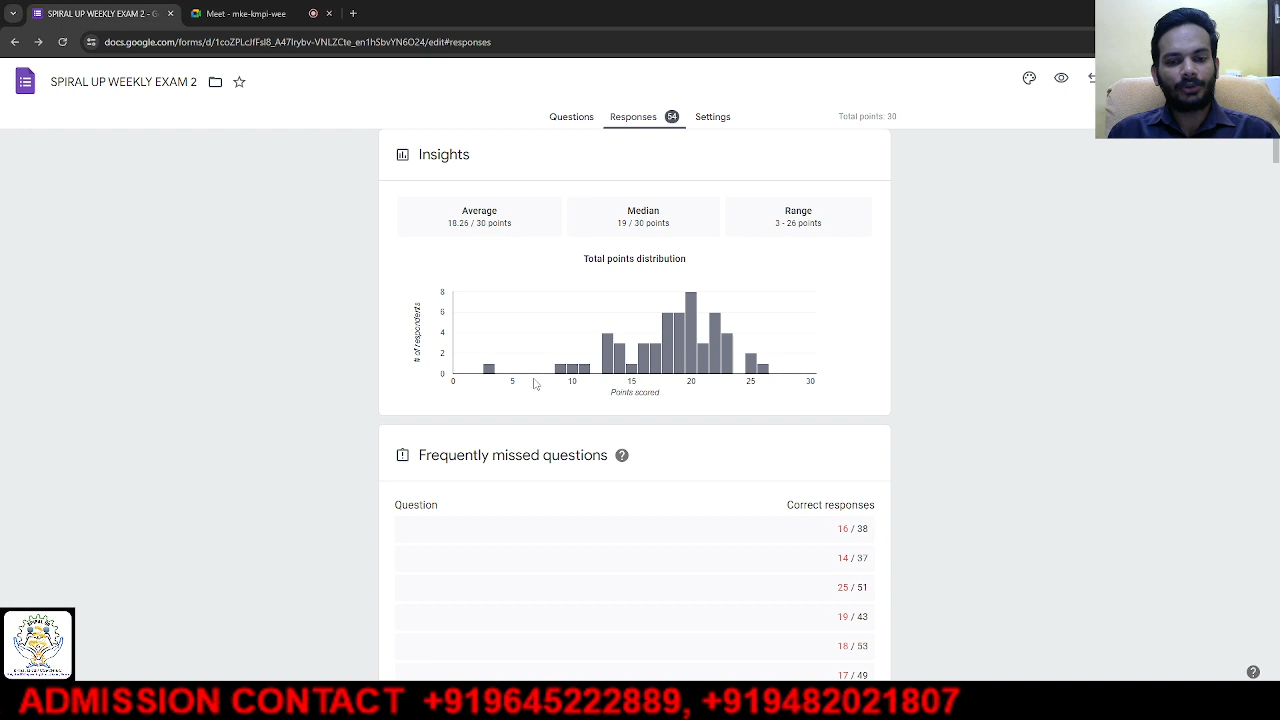 SPIRAL UP WEEKLY EXAM 2 - G
Meet - mke-kmpi-wee
docs.google.com/forms/d/1coZPLcJfFsI8_A47lrybv-VNLZCte_en1hSbvYN6O24/edit#responses
SPIRAL UP WEEKLY EXAM 2
Questions Responses 54 Settings Total points: 30
Insights
Average Median Range
18.26 / 30 points 19 / 30 points 3 - 26 points
Total points distribution
# of respondents
8
6
4
2
0
0 5 10 15 20 25 30
Points scored
Frequently missed questions
Question Correct responses
16 / 38
14 / 37
25 / 51
19 / 43
18 / 53
17 / 49
ADMISSION CONTACT +919645222889, +919482021807